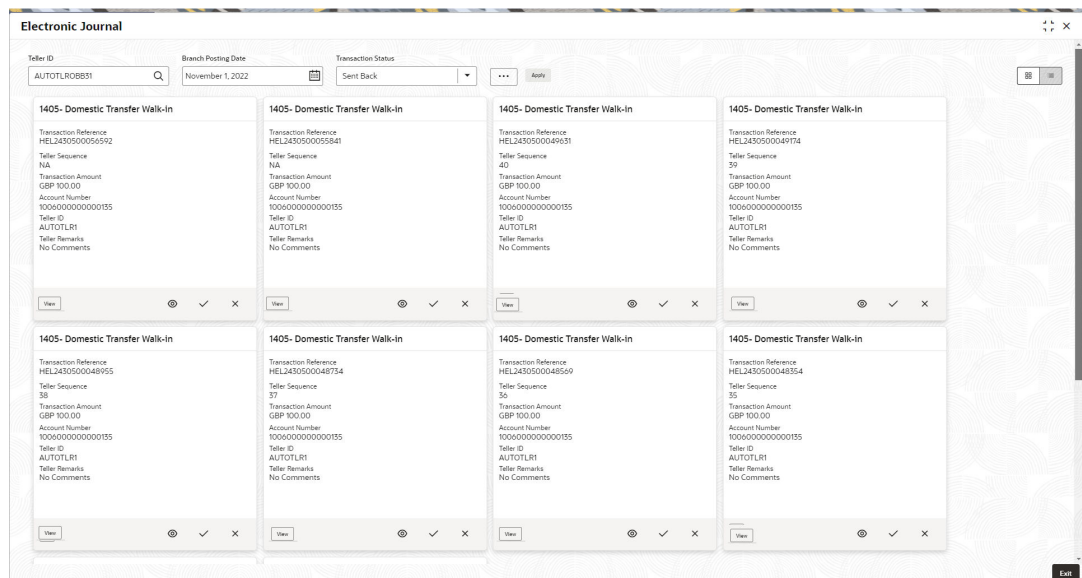 Electronic Journal
Teller ID Branch Posting Date Transaction Status
AUTOTLROBB31 November 1, 2022 Sent Back ... Apply
1405- Domestic Transfer Walk-in
Transaction Reference
HEL2430500056592
Teller Sequence
NA
Transaction Amount
GBP 100.00
Account Number
1006000000000135
Teller ID
AUTOTLR1
Teller Remarks
No Comments
View
1405- Domestic Transfer Walk-in
Transaction Reference
HEL2430500055841
Teller Sequence
NA
Transaction Amount
GBP 100.00
Account Number
1006000000000135
Teller ID
AUTOTLR1
Teller Remarks
No Comments
View
1405- Domestic Transfer Walk-in
Transaction Reference
HEL2430500049631
Teller Sequence
40
Transaction Amount
GBP 100.00
Account Number
1006000000000135
Teller ID
AUTOTLR1
Teller Remarks
No Comments
View
1405- Domestic Transfer Walk-in
Transaction Reference
HEL2430500049174
Teller Sequence
39
Transaction Amount
GBP 100.00
Account Number
1006000000000135
Teller ID
AUTOTLR1
Teller Remarks
No Comments
View
1405- Domestic Transfer Walk-in
Transaction Reference
HEL2430500048955
Teller Sequence
38
Transaction Amount
GBP 100.00
Account Number
1006000000000135
Teller ID
AUTOTLR1
Teller Remarks
No Comments
View
1405- Domestic Transfer Walk-in
Transaction Reference
HEL2430500048734
Teller Sequence
37
Transaction Amount
GBP 100.00
Account Number
1006000000000135
Teller ID
AUTOTLR1
Teller Remarks
No Comments
View
1405- Domestic Transfer Walk-in
Transaction Reference
HEL2430500048569
Teller Sequence
36
Transaction Amount
GBP 100.00
Account Number
1006000000000135
Teller ID
AUTOTLR1
Teller Remarks
No Comments
View
1405- Domestic Transfer Walk-in
Transaction Reference
HEL2430500048354
Teller Sequence
35
Transaction Amount
GBP 100.00
Account Number
1006000000000135
Teller ID
AUTOTLR1
Teller Remarks
No Comments
View
Exit